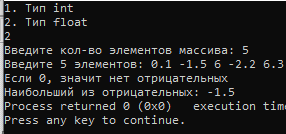 1. Тип int
2. Тип float
2
Введите кол-во элементов массива: 5
Введите 5 элементов: 0.1 -1.5 6 -2.2 6.3
Если 0, значит нет отрицательных
Наибольший из отрицательных: -1.5
Process returned 0 (0x0)   execution time
Press any key to continue.